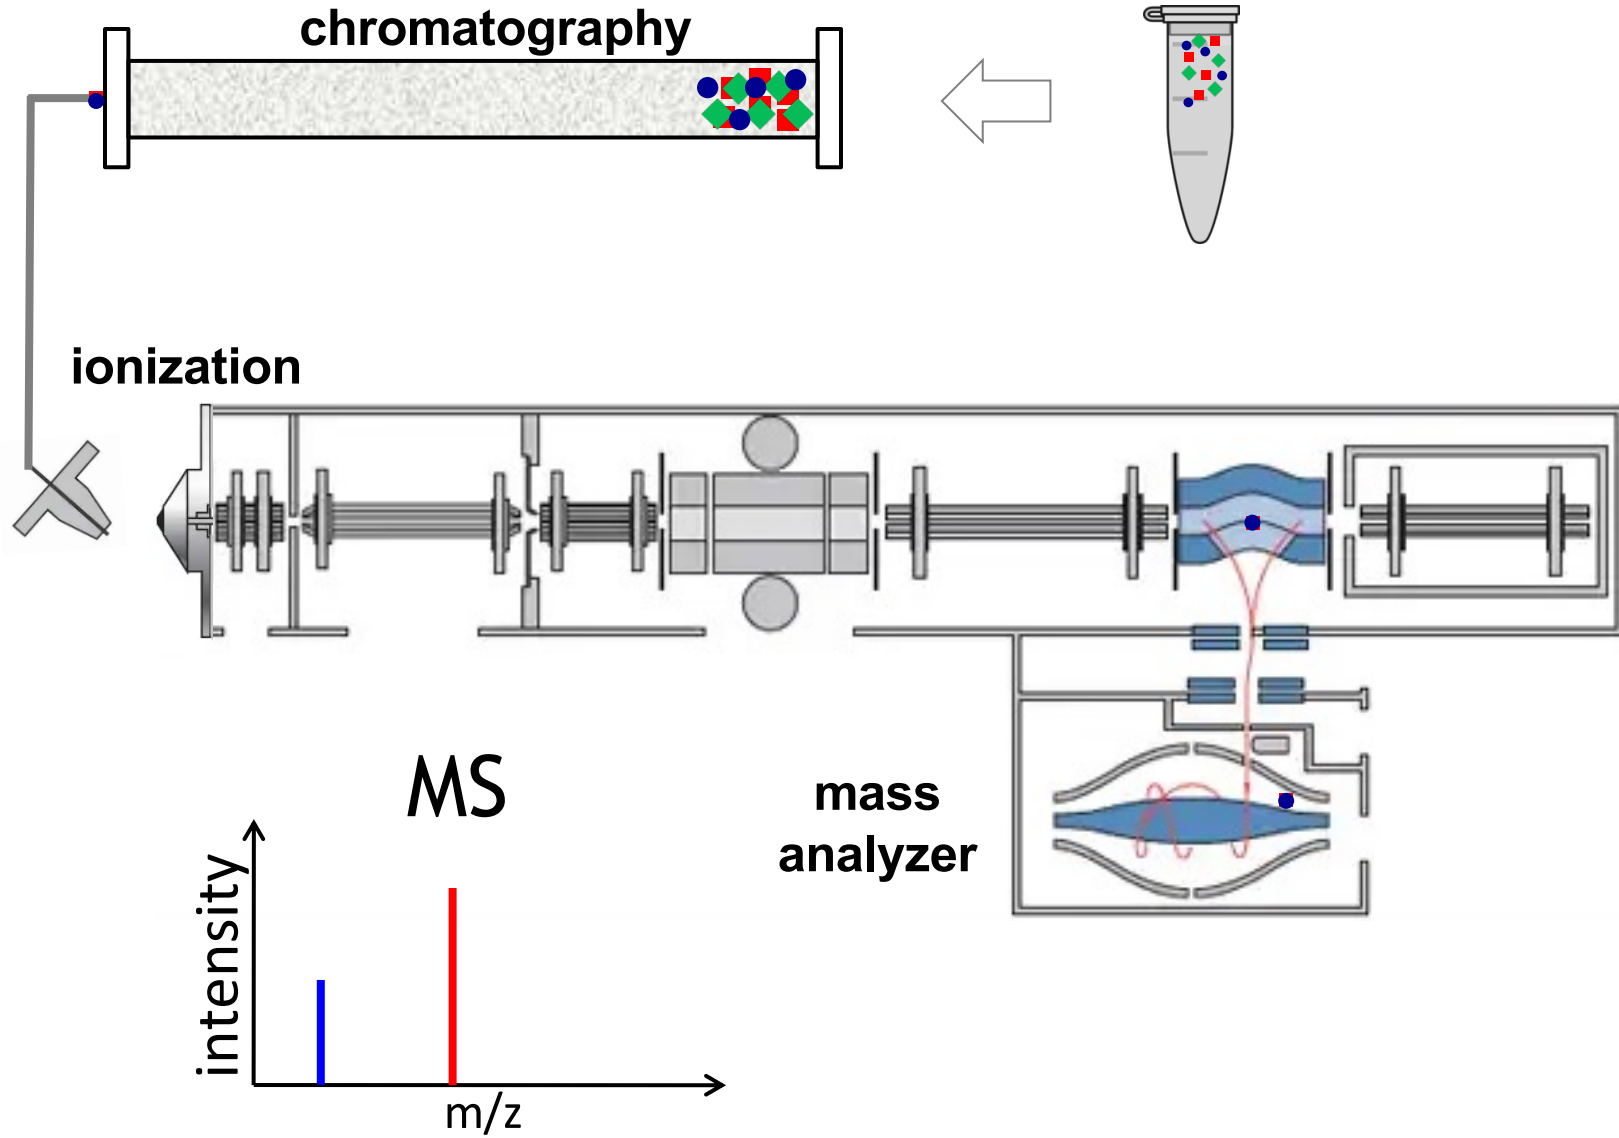 chromatography
ionization
MS
mass
analyzer
intensity
m/z